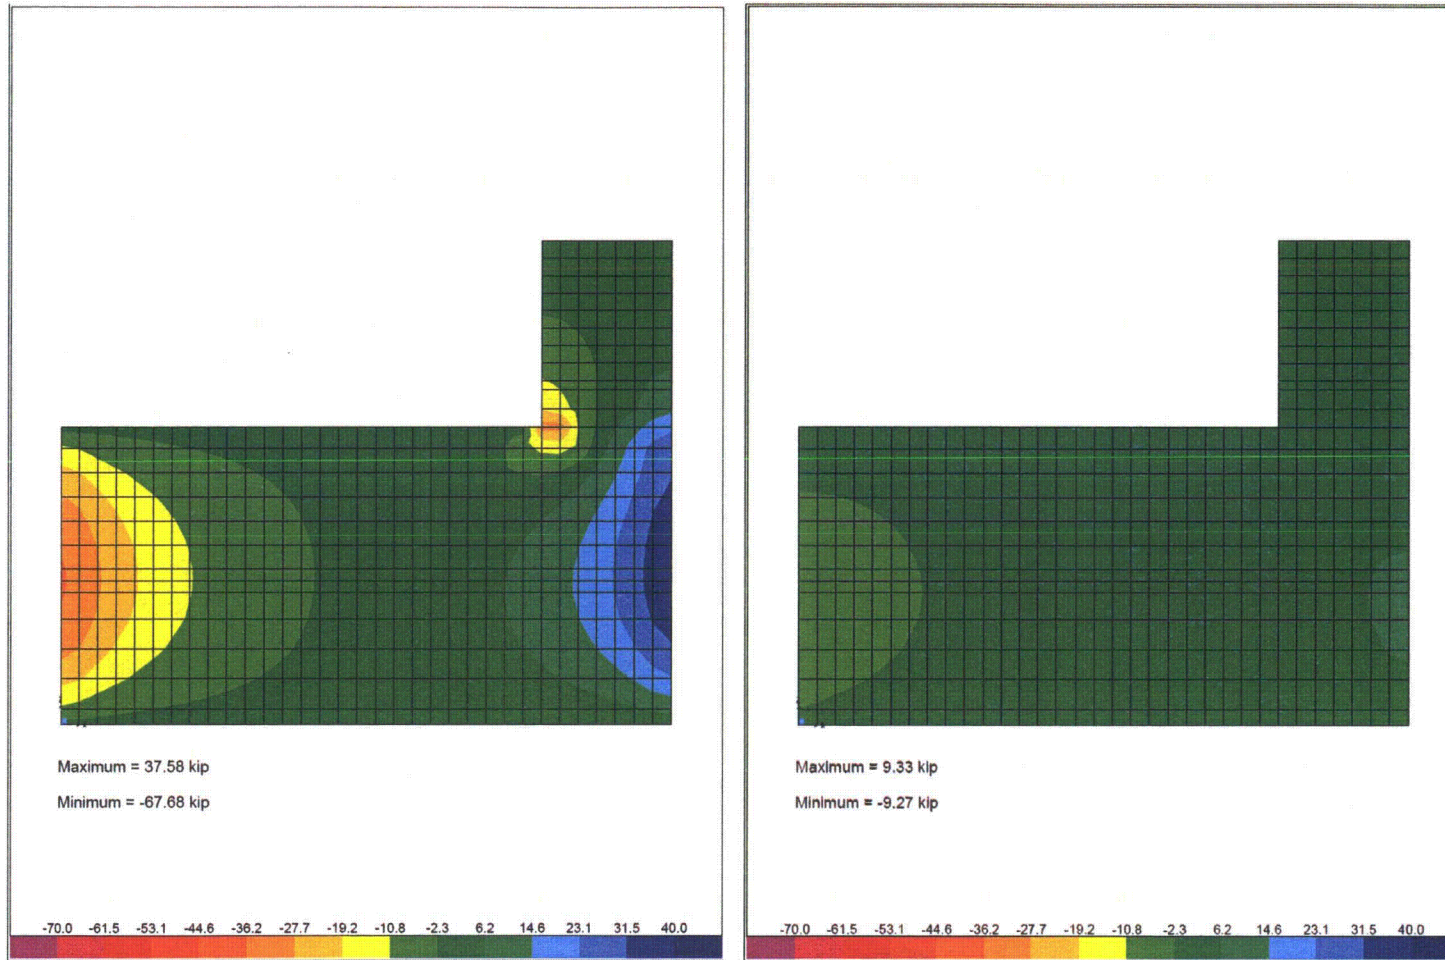 Maximum = 37.58 kip
Minimum = -67.68 kip
-70.0 -61.5 -53.1 -44.6 -36.2 -27.7 -19.2 -10.8 -2.3 6.2 14.6 23.1 31.5 40.0
Maximum = 9.33 kip
Minimum = -9.27 kip
-70.0 -61.5 -53.1 -44.6 -36.2 -27.7 -19.2 -10.8 -2.3 6.2 14.6 23.1 31.5 40.0